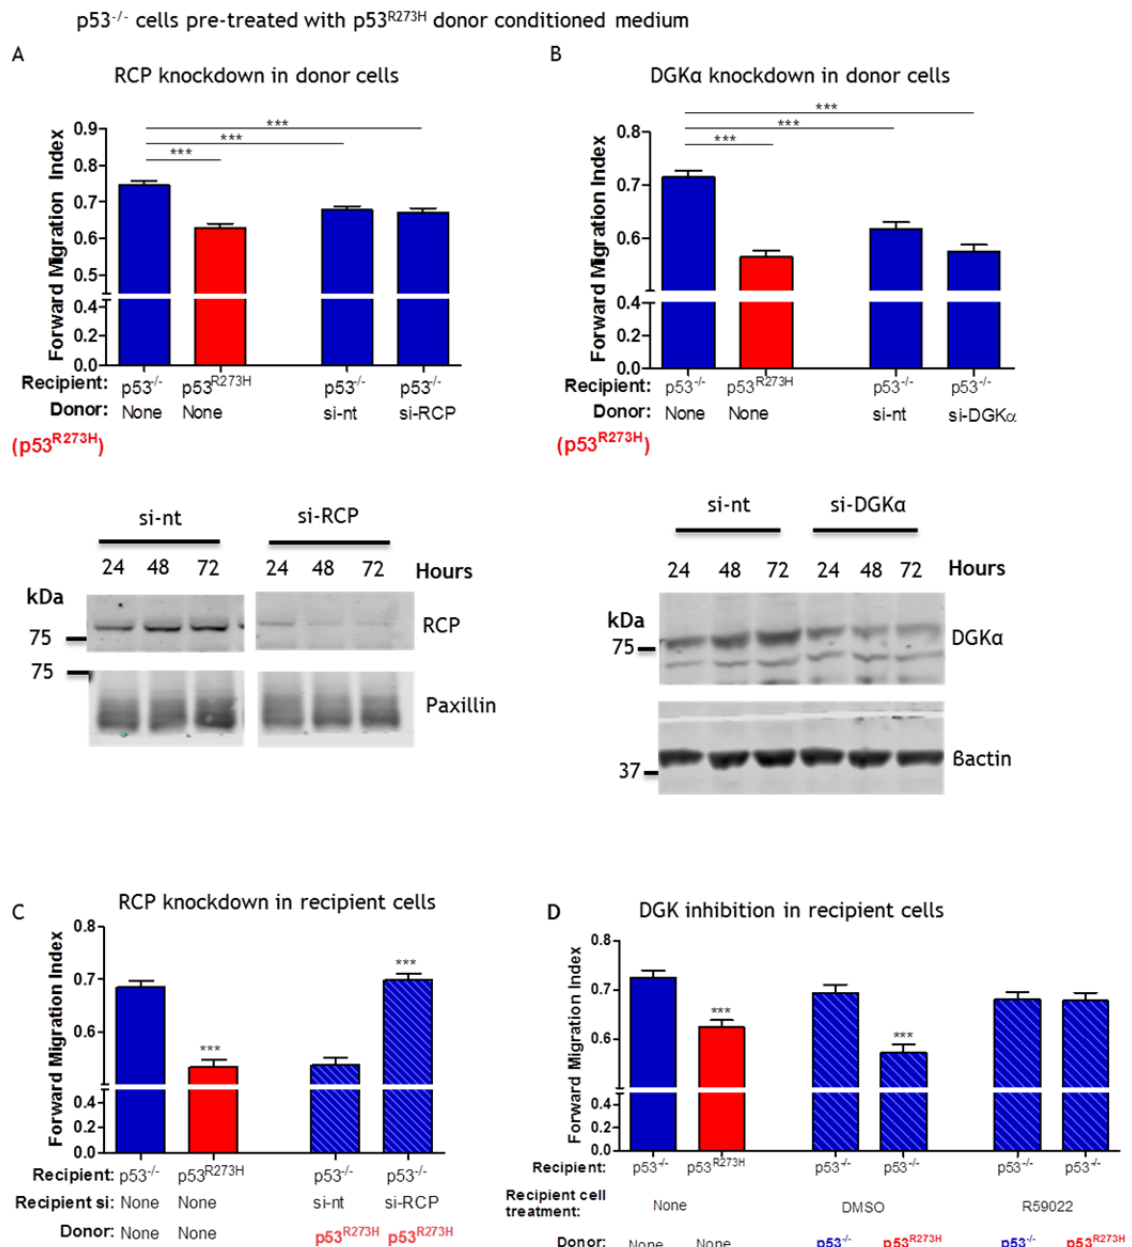 p53-/- cells pre-treated with p53R273H donor conditioned medium
A
RCP knockdown in donor cells
Forward Migration Index
0.9
0.8
0.7
0.6
0.5
0.4
0.2
0.0
***
***
***
Recipient: p53-/- p53R273H p53-/- p53-/-
Donor: None None si-nt si-RCP
(p53R273H)
B
DGKα knockdown in donor cells
Forward Migration Index
0.8
0.7
0.6
0.4
0.2
0.0
***
***
***
Recipient: p53-/- p53R273H p53-/- p53-/-
Donor: None None si-nt si-DGKα
(p53R273H)
si-nt si-RCP
24 48 72 24 48 72 Hours
kDa
75
RCP
75
Paxillin
si-nt si-DGKα
24 48 72 24 48 72 Hours
kDa
75
DGKα
37
βactin
C
RCP knockdown in recipient cells
Forward Migration Index
0.8
0.7
0.6
0.4
0.2
0.0
***
***
Recipient: p53-/- p53R273H p53-/- p53-/-
Recipient si: None None si-nt si-RCP
Donor: None None p53R273H p53R273H
D
DGK inhibition in recipient cells
Forward Migration Index
0.8
0.7
0.6
0.4
0.2
0.0
***
***
Recipient: p53-/- p53R273H p53-/- p53-/- p53-/- p53-/-
Recipient cell
treatment: None DMSO R59022
Donor: None None p53-/- p53R273H p53-/- p53R273H